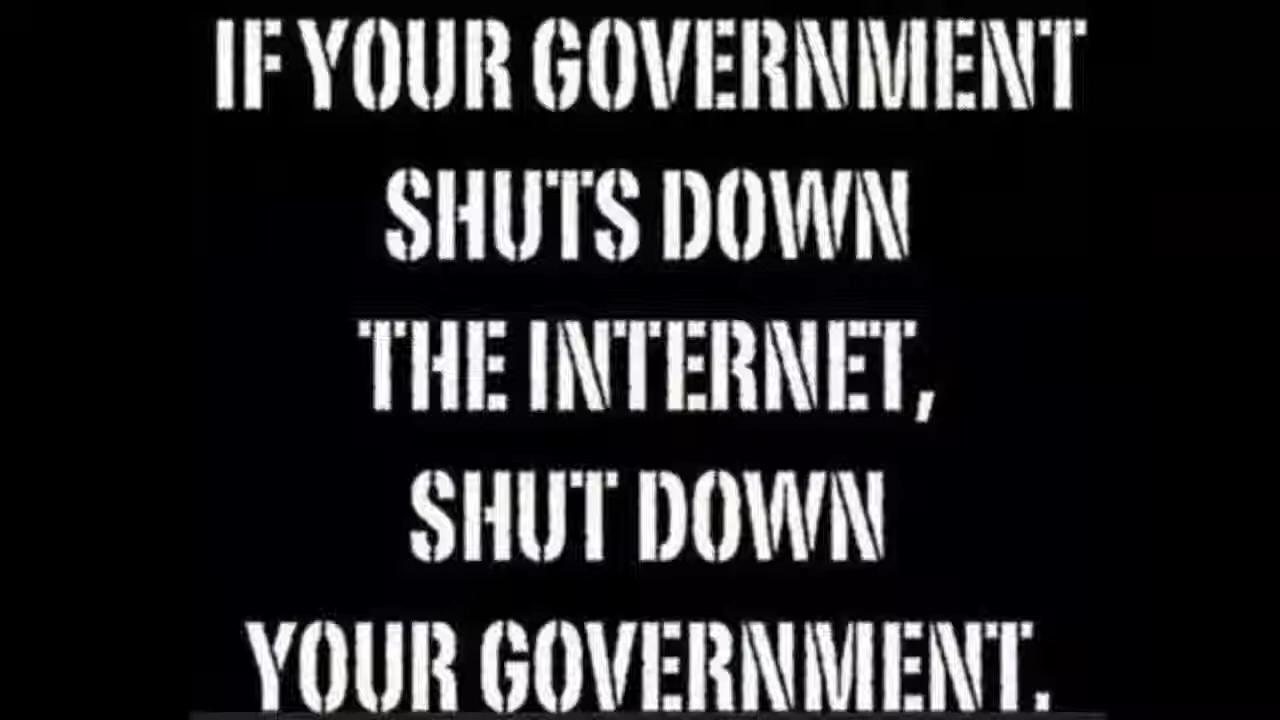 IF YOUR GOVERNMENT
SHUTS DOWN
THE INTERNET,
SHUT DOWN
YOUR GOVERNMENT.